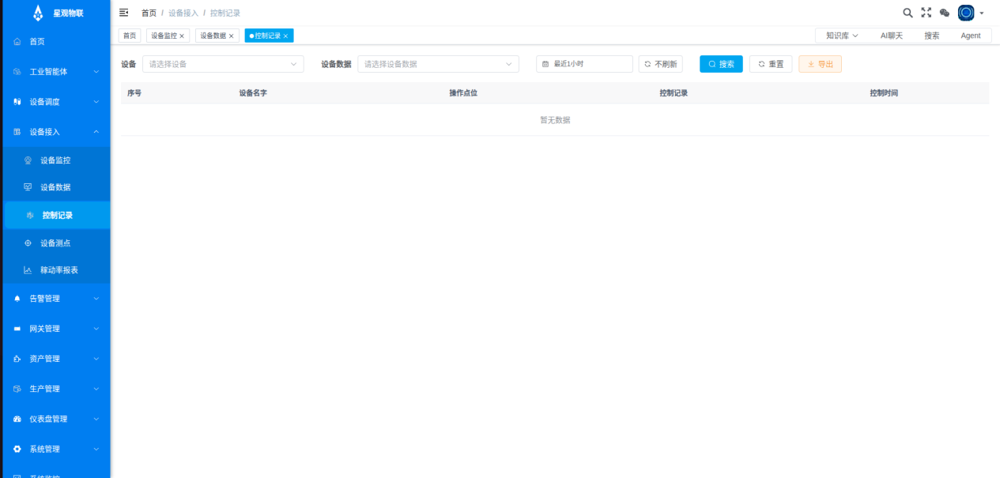 星观物联
首页 / 设备接入 / 控制记录
首页 设备监控 × 设备数据 × 控制记录 ×
知识库 AI聊天 搜索 Agent
首页
工业智能体
设备调度
设备接入
设备监控
设备数据
控制记录
设备测点
稼动率报表
告警管理
网关管理
资产管理
生产管理
仪表盘管理
系统管理
系统监控
设备 请选择设备 设备数据 请选择设备数据 最近1小时 不刷新 搜索 重置 导出
序号 设备名字 操作点位 控制记录 控制时间
暂无数据